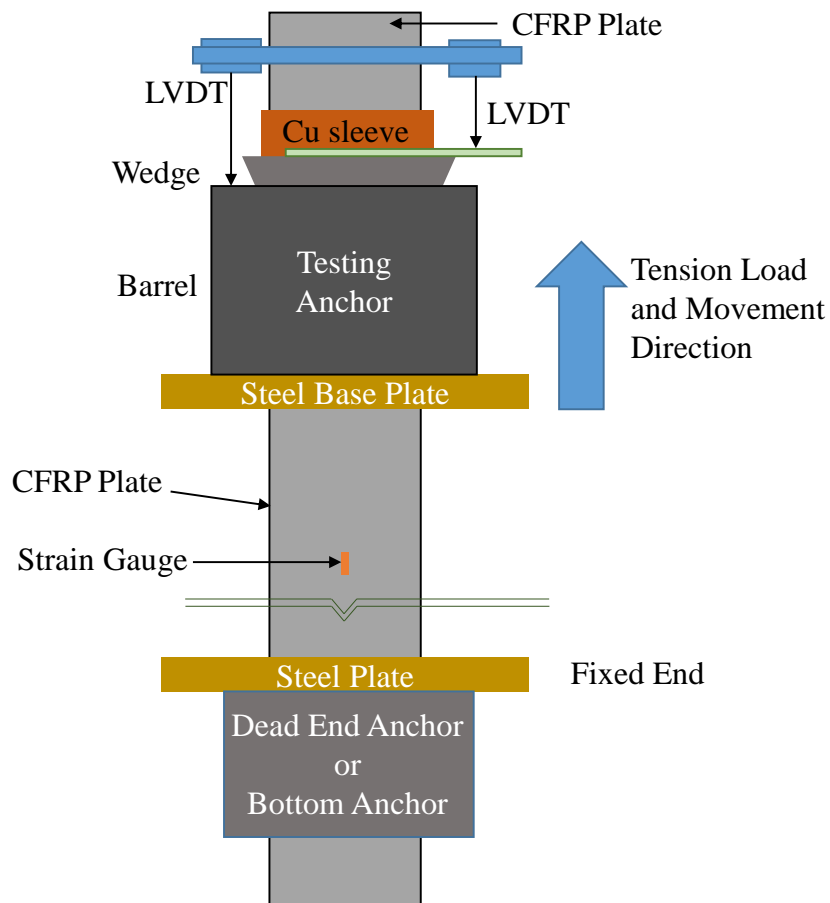 CFRP Plate
LVDT
LVDT
Cu sleeve
Wedge
Barrel
Testing
Anchor
Tension Load
and Movement
Direction
Steel Base Plate
CFRP Plate
Strain Gauge
Steel Plate
Fixed End
Dead End Anchor
or
Bottom Anchor